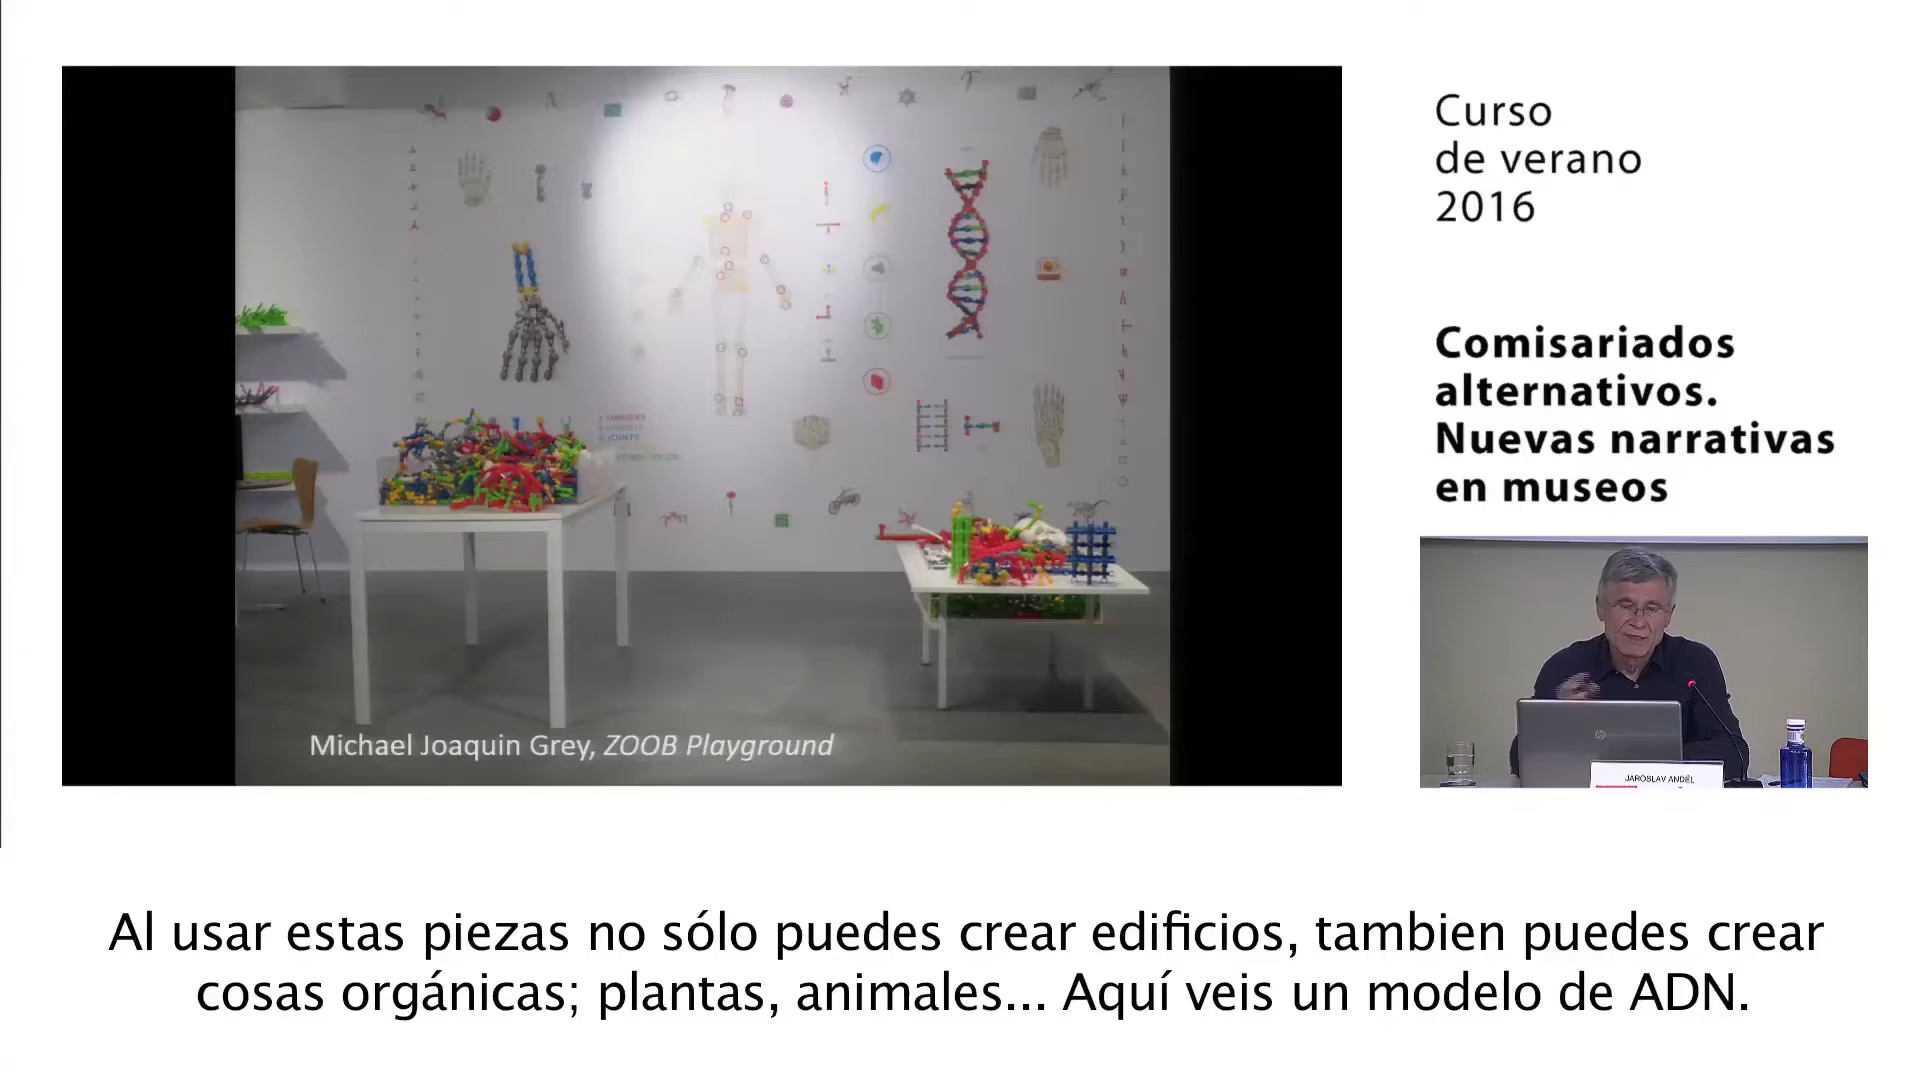 Curso
de verano
2016
Comisariados
alternativos.
Nuevas narrativas
en museos
JOINTS
Michael Joaquin Grey, ZOOB Playground
JAROSLAV ANDĚL
Al usar estas piezas no sólo puedes crear edificios, tambien puedes crear
cosas orgánicas; plantas, animales... Aquí veis un modelo de ADN.